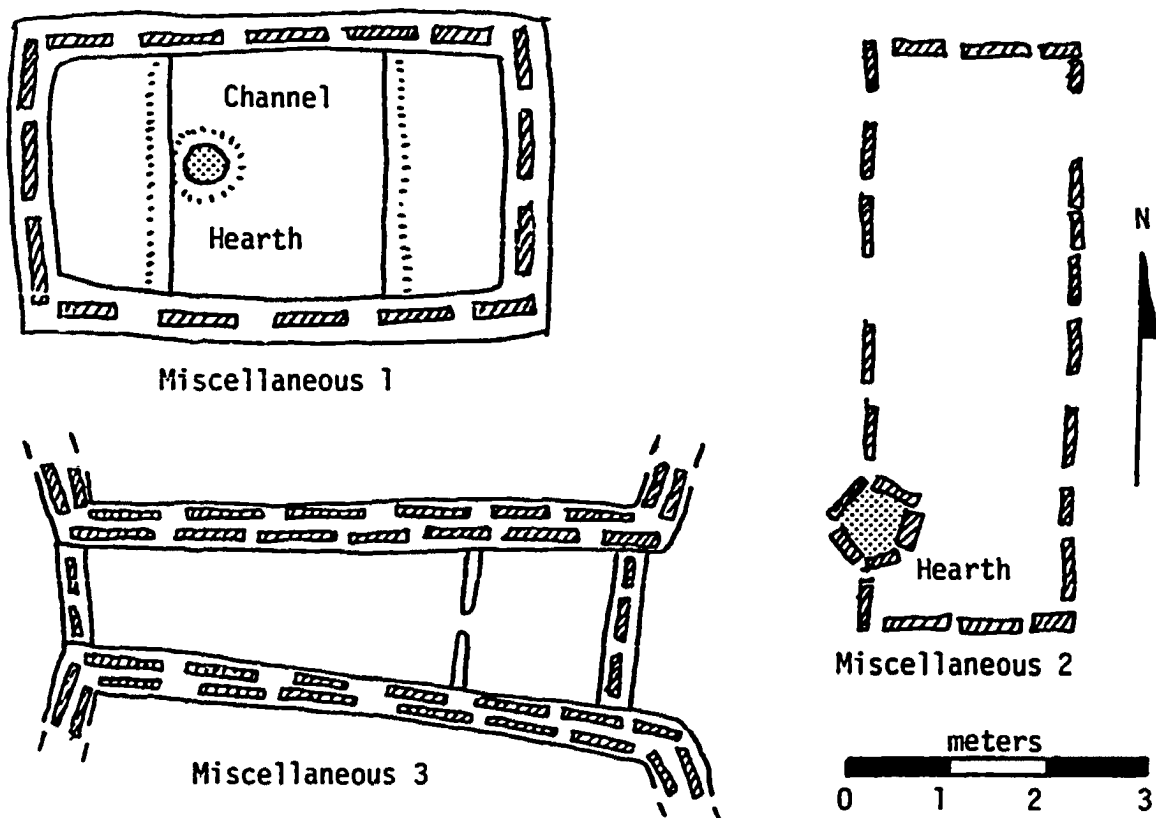 Channel
Hearth
Miscellaneous 1
N
Hearth
Miscellaneous 2
Miscellaneous 3
meters
0 1 2 3